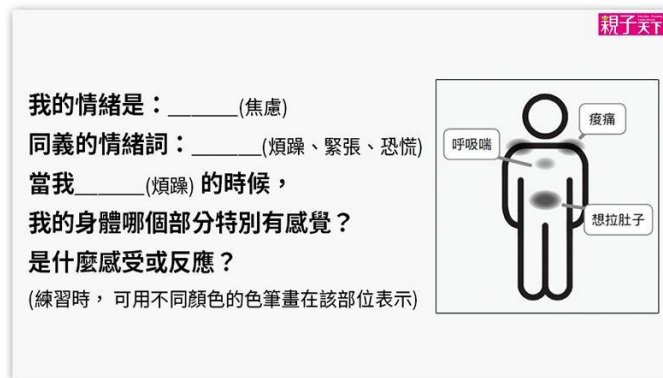 親子天下
我的情緒是：______(焦慮)
同義的情緒詞：______(煩躁、緊張、恐慌)
當我______(煩躁) 的時候，
我的身體哪個部分特別有感覺？
是什麼感受或反應？
(練習時， 可用不同顏色的色筆畫在該部位表示)
痠痛
呼吸喘
想拉肚子